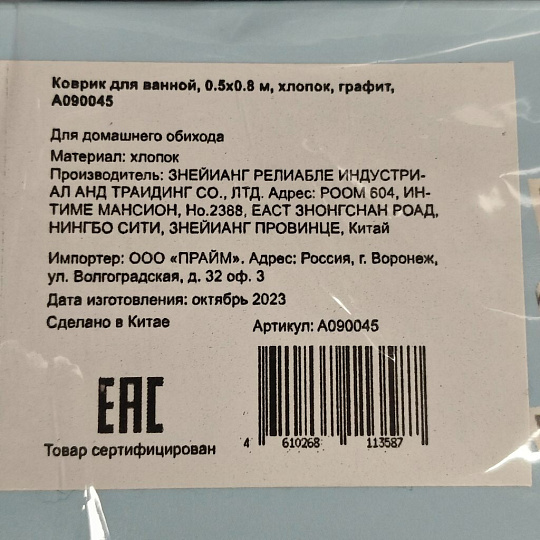 Коврик для ванной, 0.5х0.8 м, хлопок, графит,
А090045
Для домашнего обихода
Материал: хлопок
Производитель: ЗНЕЙИАНГ РЕЛИАБЛЕ ИНДУСТРИ-
АЛ АНД ТРАИДИНГ СО., ЛТД. Адрес: РООМ 604, ИН-
ТИМЕ МАНСИОН, Но.2388, ЕАСТ ЗНОНГСНАН РОАД,
НИНГБО СИТИ, ЗНЕЙИАНГ ПРОВИНЦЕ, Китай
Импортер: ООО «ПРАЙМ». Адрес: Россия, г. Воронеж,
ул. Волгоградская, д. 32 оф. 3
Дата изготовления: октябрь 2023
Сделано в Китае
Артикул: А090045
ЕАС
Товар сертифицирован
4 610268 113587